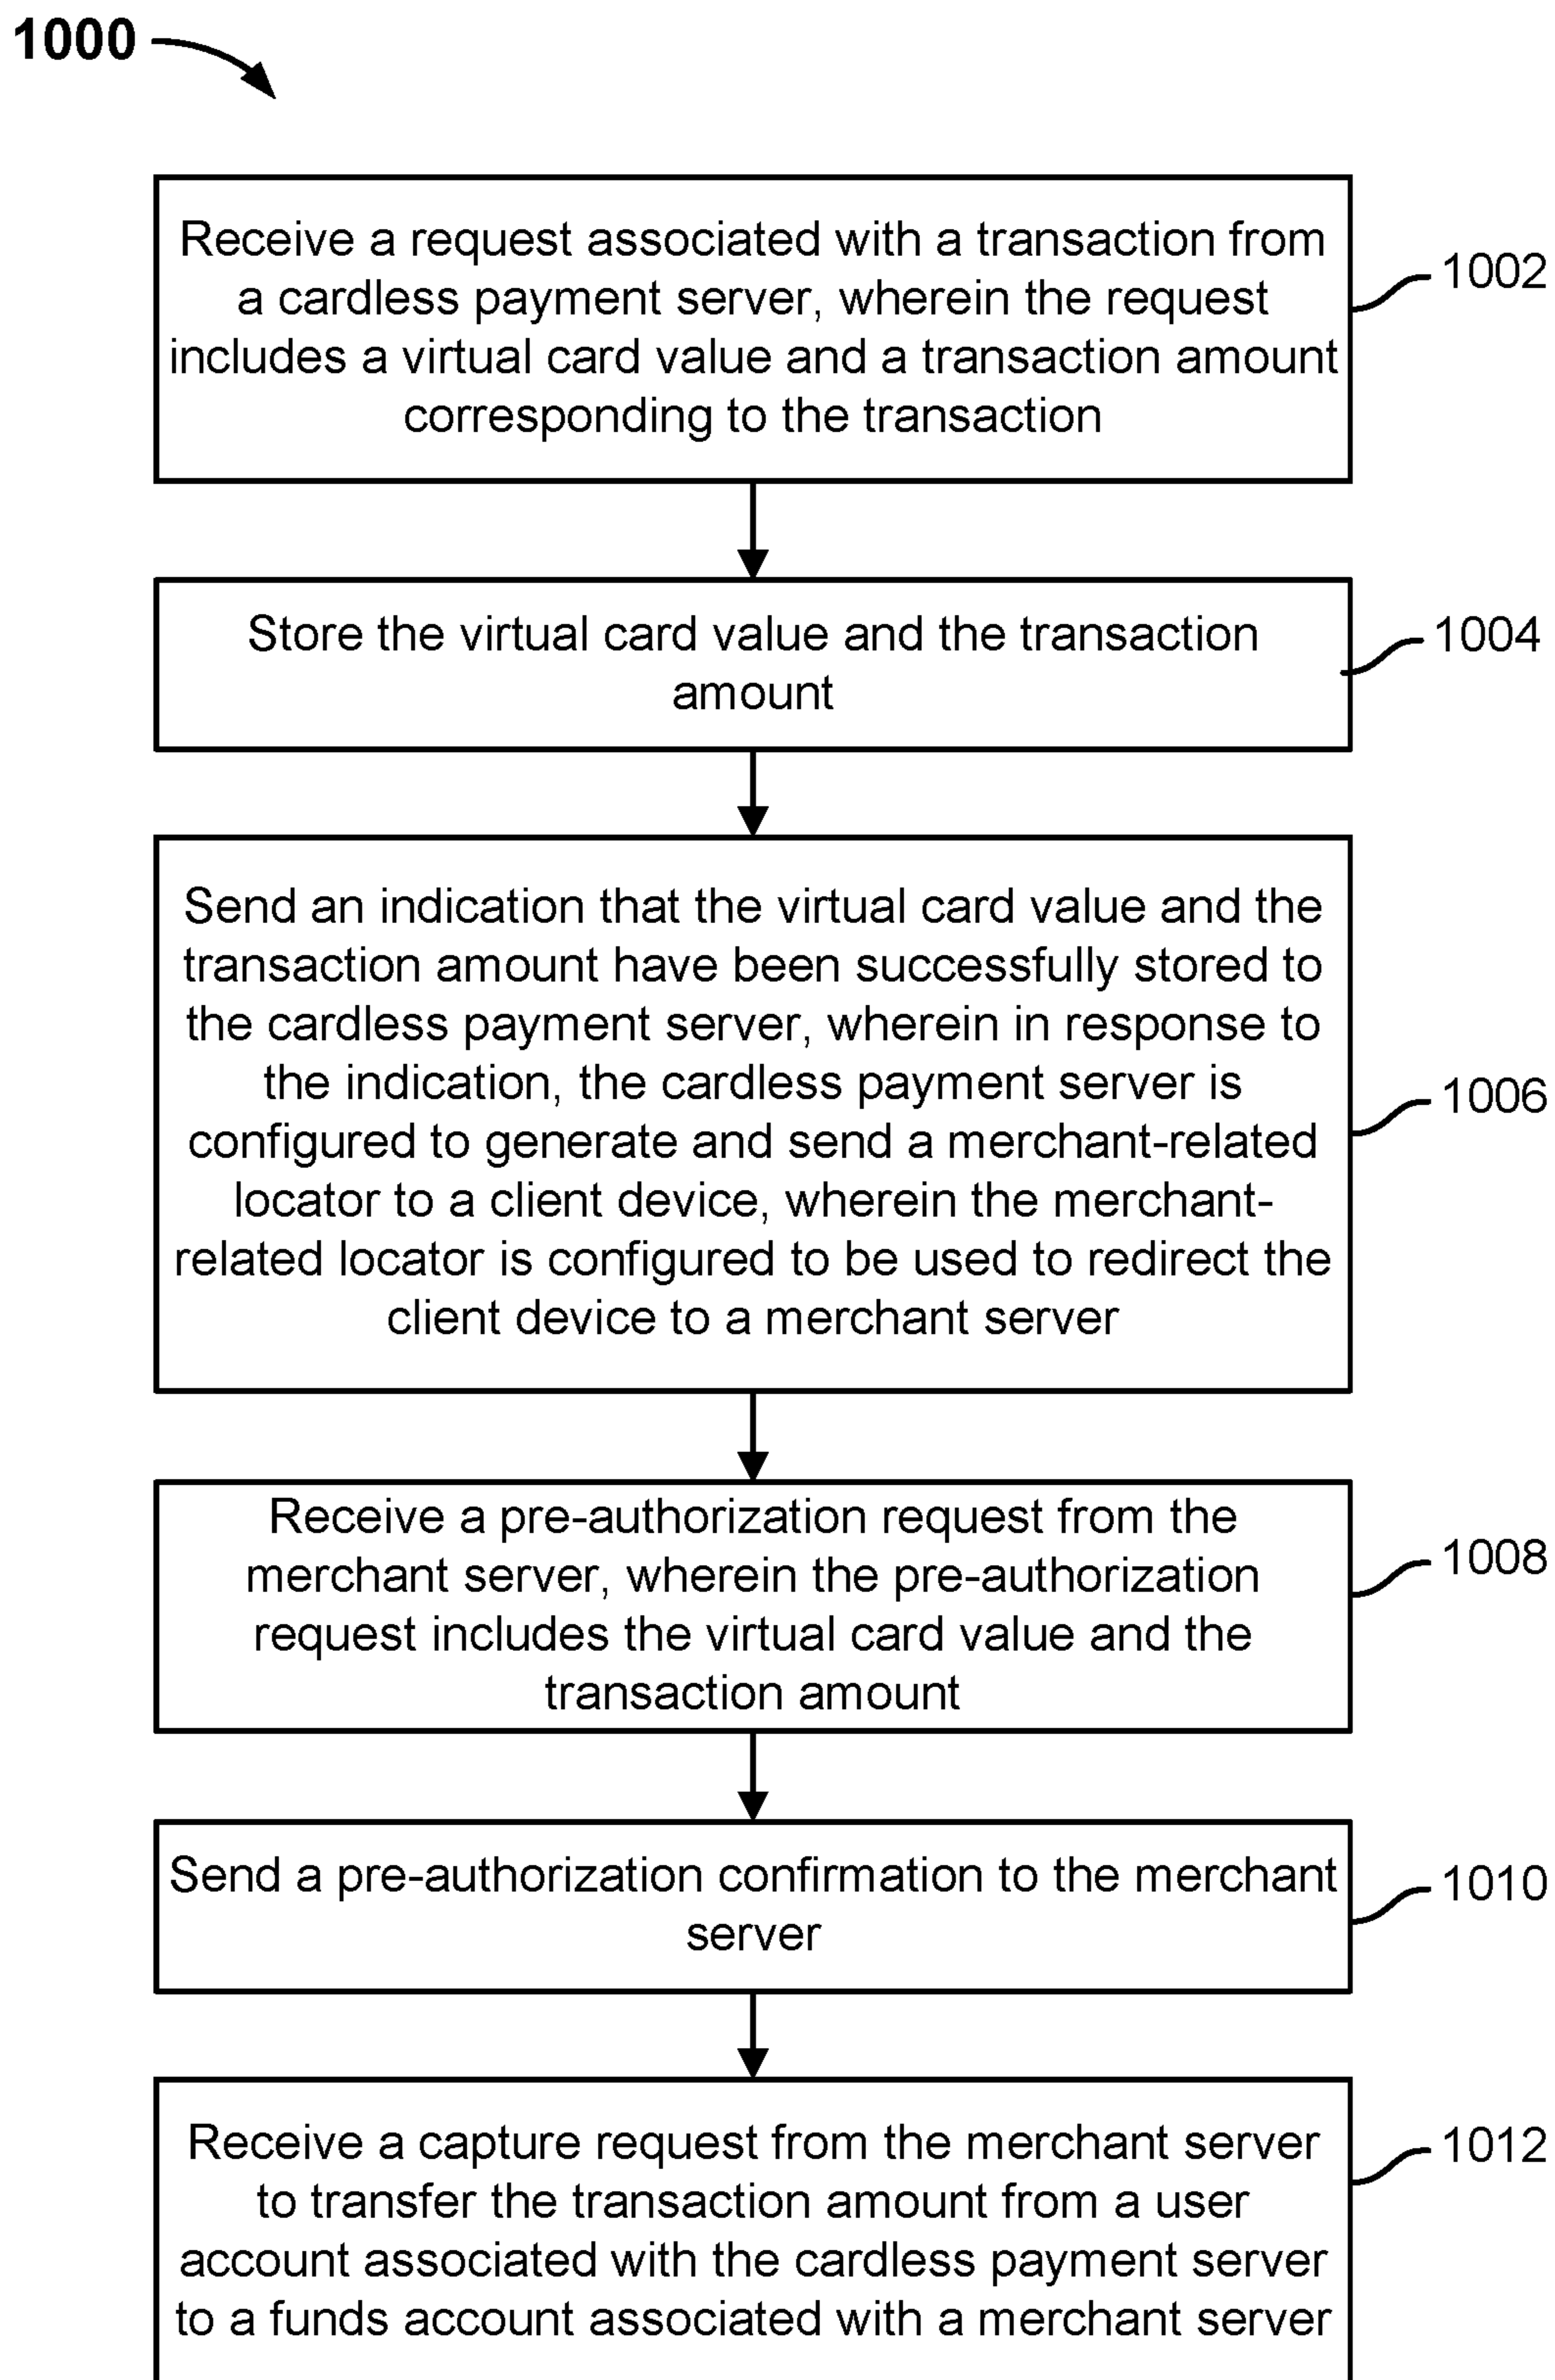 1000
Receive a request associated with a transaction from
a cardless payment server, wherein the request
includes a virtual card value and a transaction amount
corresponding to the transaction
1002
Store the virtual card value and the transaction
amount
1004
Send an indication that the virtual card value and the
transaction amount have been successfully stored to
the cardless payment server, wherein in response to
the indication, the cardless payment server is
configured to generate and send a merchant-related
locator to a client device, wherein the merchant-
related locator is configured to be used to redirect the
client device to a merchant server
1006
Receive a pre-authorization request from the
merchant server, wherein the pre-authorization
request includes the virtual card value and the
transaction amount
1008
Send a pre-authorization confirmation to the merchant
server
1010
Receive a capture request from the merchant server
to transfer the transaction amount from a user
account associated with the cardless payment server
to a funds account associated with a merchant server
1012